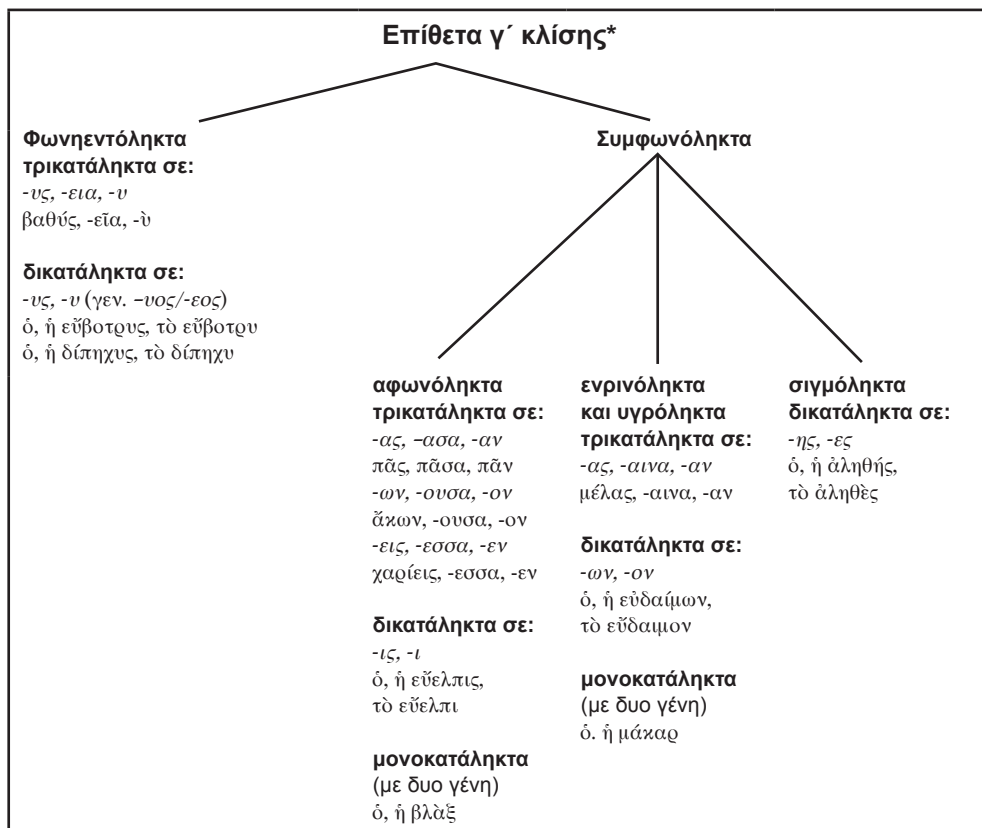 Επίθετα γ΄ κλίσης*
Φωνηεντόληκτα
τρικατάληκτα σε:
-υς, -εια, -υ
βαθύς, -εῖα, -ὺ
δικατάληκτα σε:
-υς, -υ (γεν. –υος/-εος)
ὁ, ἡ εὔβοτρυς, τὸ εὔβοτρυ
ὁ, ἡ δίπηχυς, τὸ δίπηχυ
Συμφωνόληκτα
αφωνόληκτα
τρικατάληκτα σε:
-ας, –ασα, -αν
πᾶς, πᾶσα, πᾶν
-ων, -ουσα, -ον
ἄκων, -ουσα, -ον
-εις, -εσσα, -εν
χαρίεις, -εσσα, -εν
δικατάληκτα σε:
-ις, -ι
ὁ, ἡ εὔελπις,
τὸ εὔελπι
μονοκατάληκτα
(με δυο γένη)
ὁ, ἡ βλὰξ
ενρινόληκτα
και υγρόληκτα
τρικατάληκτα σε:
-ας, -αινα, -αν
μέλας, -αινα, -αν
δικατάληκτα σε:
-ων, -ον
ὁ, ἡ εὐδαίμων,
τὸ εὔδαιμον
μονοκατάληκτα
(με δυο γένη)
ὁ. ἡ μάκαρ
σιγμόληκτα
δικατάληκτα σε:
-ης, -ες
ὁ, ἡ ἀληθής,
τὸ ἀληθὲς